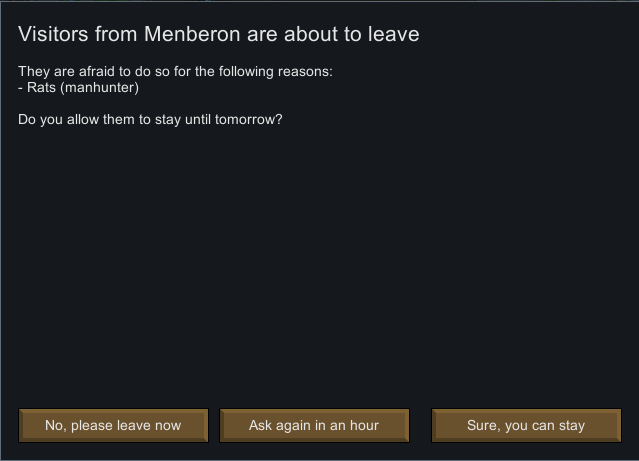 Visitors from Menberon are about to leave
They are afraid to do so for the following reasons:
- Rats (manhunter)
Do you allow them to stay until tomorrow?
No, please leave now
Ask again in an hour
Sure, you can stay